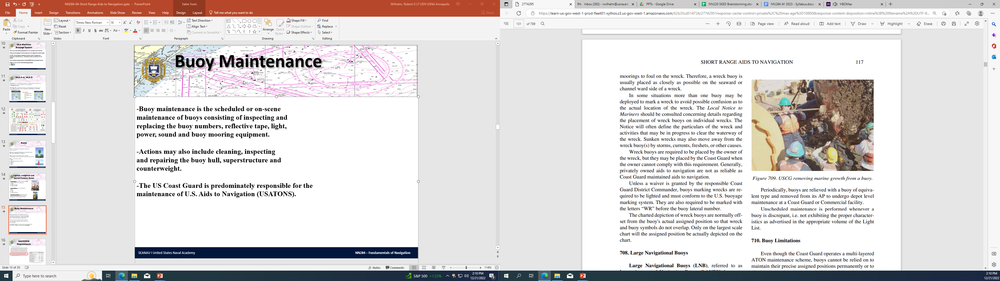 NN284-04-Short Range Aids to Navigation.pptx - PowerPoint
Table Tools
Wilhelm, Robert G LT USN USNA Annapolis
File Home Insert Design Transitions Animations Slide Show Review View Help Design Layout Tell me what you want to do Share
Cut
Copy
Format Painter
Paste
Clipboard
New Slide
Layout
Reset
Section
Slides
Times New Roman 18
Font
Text Direction
Align Text
Convert to SmartArt
Paragraph
Arrange
Quick Styles
Shape Fill
Shape Outline
Shape Effects
Drawing
Find
Replace
Select
Editing
10
IALA Maritime
Buoyage System
11
IALA A vs. IALA B
12
13
Buoys
14
Lighted, Unlighted and
Special Purpose Buoys
15
Buoy Maintenance
16
NAVDORM
Requirements
Buoy Maintenance
-Buoy maintenance is the scheduled or on-scene
maintenance of buoys consisting of inspecting and
replacing the buoy numbers, reflective tape, light,
power, sound and buoy mooring equipment.
-Actions may also include cleaning, inspecting
and repairing the buoy hull, superstructure and
counterweight.
-The US Coast Guard is predominately responsible for the
maintenance of U.S. Aids to Navigation (USATONS).
SEANAV I United States Naval Academy
NN284 – Fundamentals of Navigation
Slide 15 of 35
Notes Comments 114%
Type here to search
S&P 500 +1.53%
2:10 PM
12/21/2022
2774295
Inbox (283) - rwilhelm@usna.edu
PPTs - Google Drive
NN220 SKED Brainstorming.xlsx
NN284 AY 2023 - Syllabus.docx
HBOMax
https://learn-us-gov-west-1-prod-fleet01-xythos.s3.us-gov-west-1.amazonaws.com/62b35cd514724/2774295?response-cache-control=private%2C%20max-age%3D10800&response-content-disposition=inline%3B%20filename%2A%3DUTF-8...
131 of 789
Page view Read aloud Add text Draw Highlight Erase
SHORT RANGE AIDS TO NAVIGATION 117
moorings to foul on the wreck. Therefore, a wreck buoy is
usually placed as closely as possible on the seaward or
channel ward side of a wreck.
In some situations more than one buoy may be
deployed to mark a wreck to avoid possible confusion as to
the actual location of the wreck. The Local Notice to
Mariners should be consulted concerning details regarding
the placement of wreck buoys on individual wrecks. The
Notice will often define the particulars of the wreck and
activities that may be in progress to clear the waterway of
the wreck. Sunken wrecks may also move away from the
wreck buoy(s) by storms, currents, freshets, or other causes.
Wreck buoys are required to be placed by the owner of
the wreck, but they may be placed by the Coast Guard when
the owner cannot comply with this requirement. Generally,
privately owned aids to navigation are not as reliable as
Coast Guard maintained aids to navigation.
Unless a waiver is granted by the responsible Coast
Guard District Commander, buoys marking wrecks are re-
quired to be lighted and must conform to the U.S. buoyage
marking system. They are also required to be marked with
the letters “WR” before the buoy lateral number.
The charted depiction of wreck buoys are normally off-
set from the buoy's actual assigned position so that wreck
and buoy symbols do not overlap. Only on the largest scale
chart will the assigned position be actually depicted on the
chart.
708. Large Navigational Buoys
Large Navigational Buoys (LNB), referred to as
Figure 709. USCG removing marine growth from a buoy.
Periodically, buoys are relieved with a buoy of equiva-
lent type and removed from its AP to undergo depot level
maintenance at a Coast Guard or Commercial facility.
Unscheduled maintenance is performed whenever a
buoy is discrepant, i.e. not exhibiting the proper character-
istics as advertised in the appropriate volume of the Light
List.
710. Buoy Limitations
Even though the Coast Guard operates a multi-layered
ATON maintenance scheme, buoys cannot be relied on to
maintain their precise assigned positions permanently or to
2:10 PM
12/21/2022